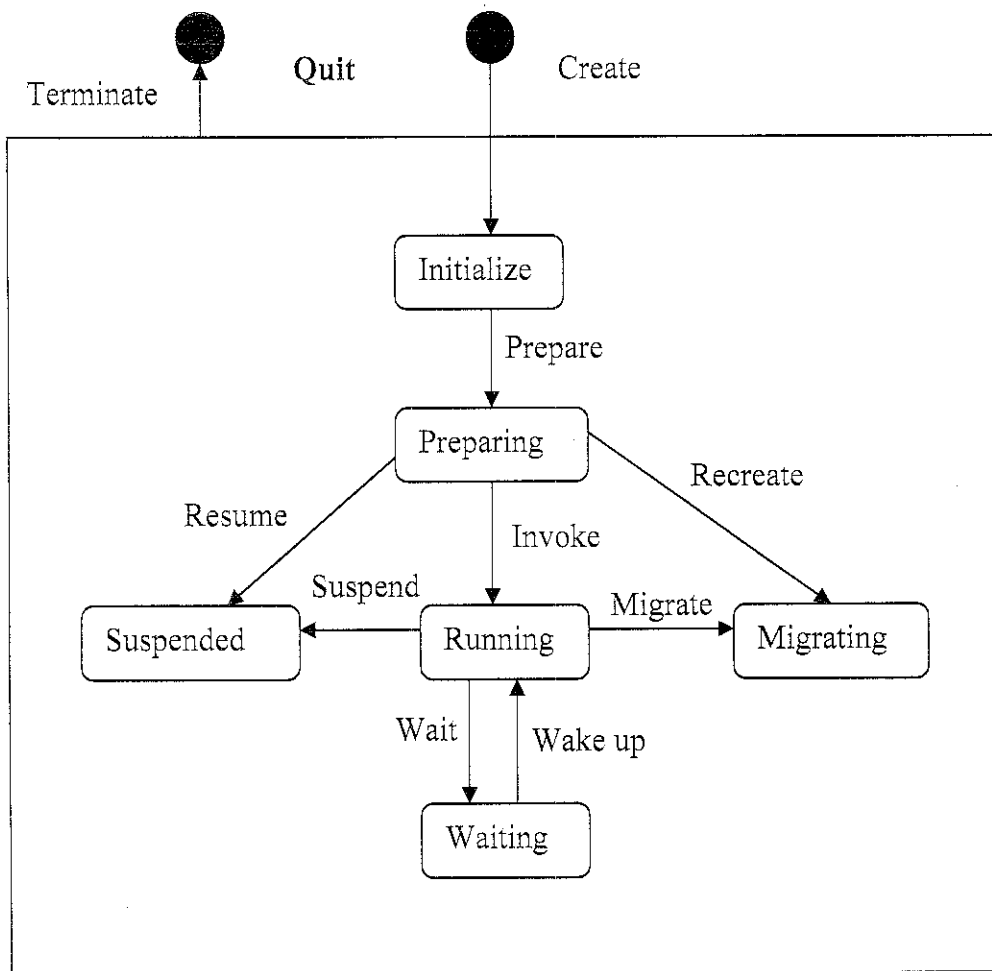 Quit
Create
Terminate
Initialize
Prepare
Preparing
Recreate
Resume
Invoke
Suspend
Migrate
Suspended
Running
Migrating
Wait
Wake up
Waiting